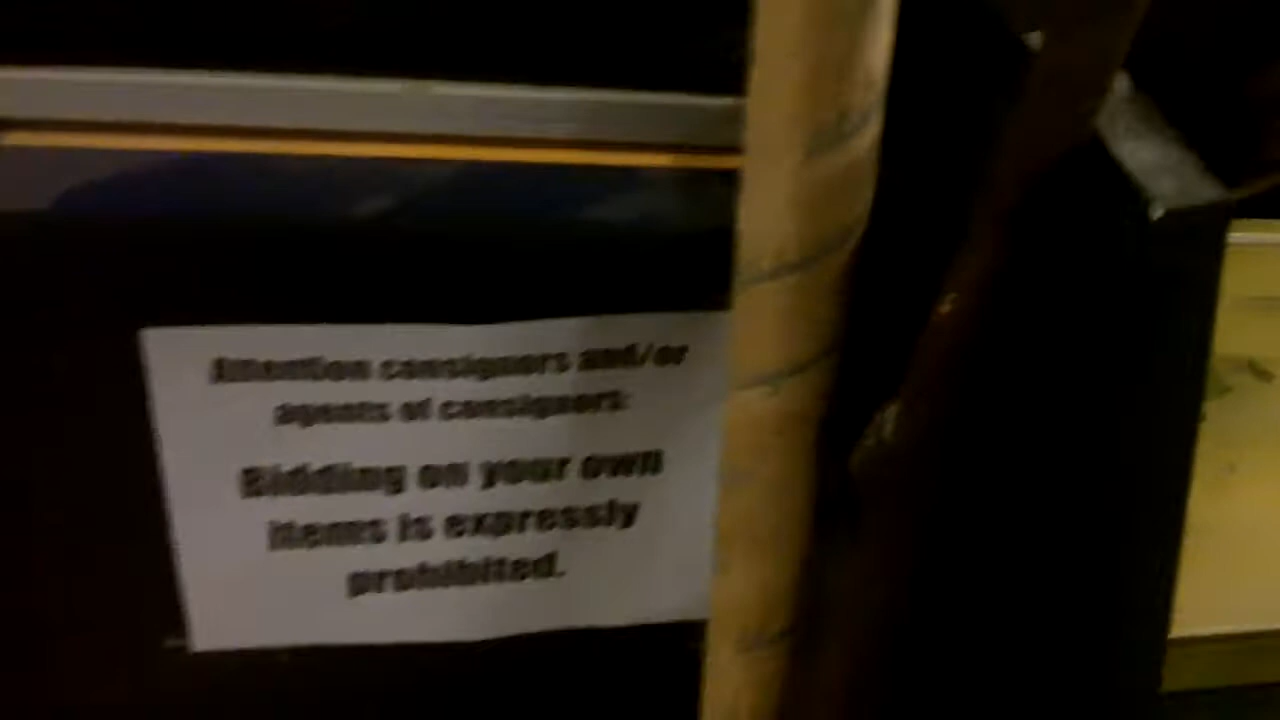 Attention consignors and/or
agents of consignors:
Bidding on your own
items is expressly
prohibited.